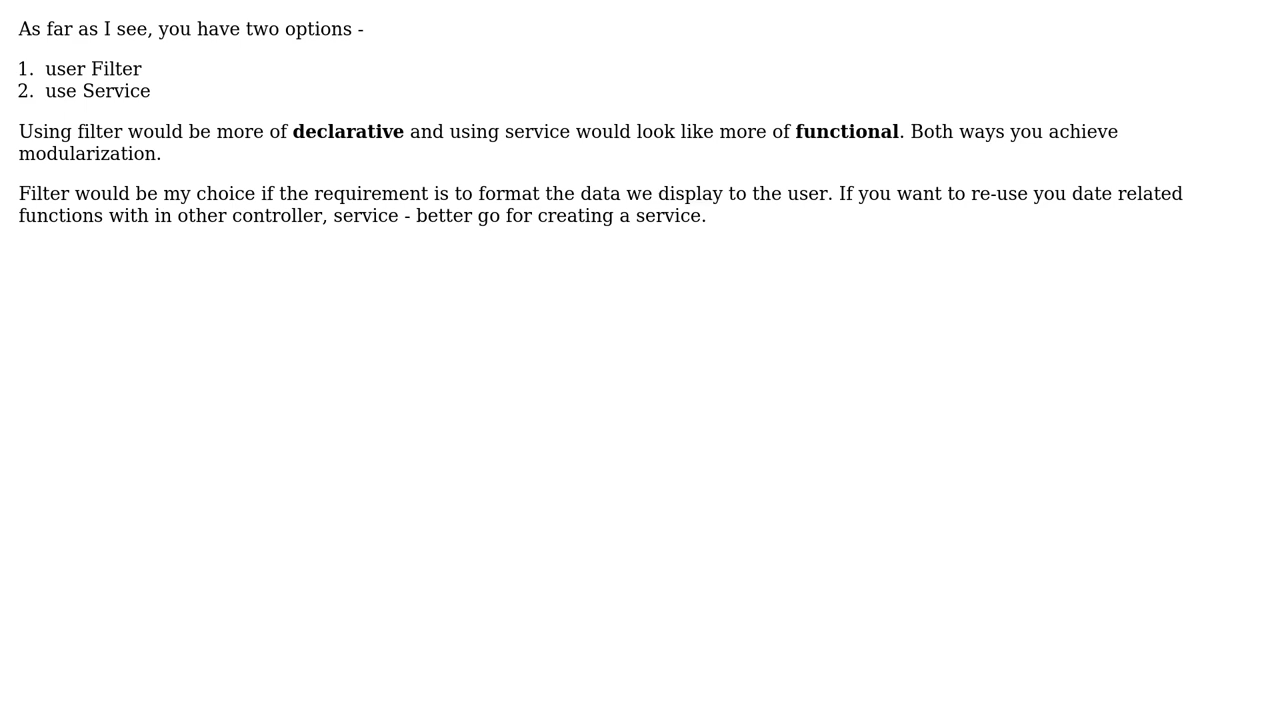 As far as I see, you have two options -
1. user Filter
2. use Service
Using filter would be more of declarative and using service would look like more of functional. Both ways you achieve
modularization.
Filter would be my choice if the requirement is to format the data we display to the user. If you want to re-use you date related
functions with in other controller, service - better go for creating a service.